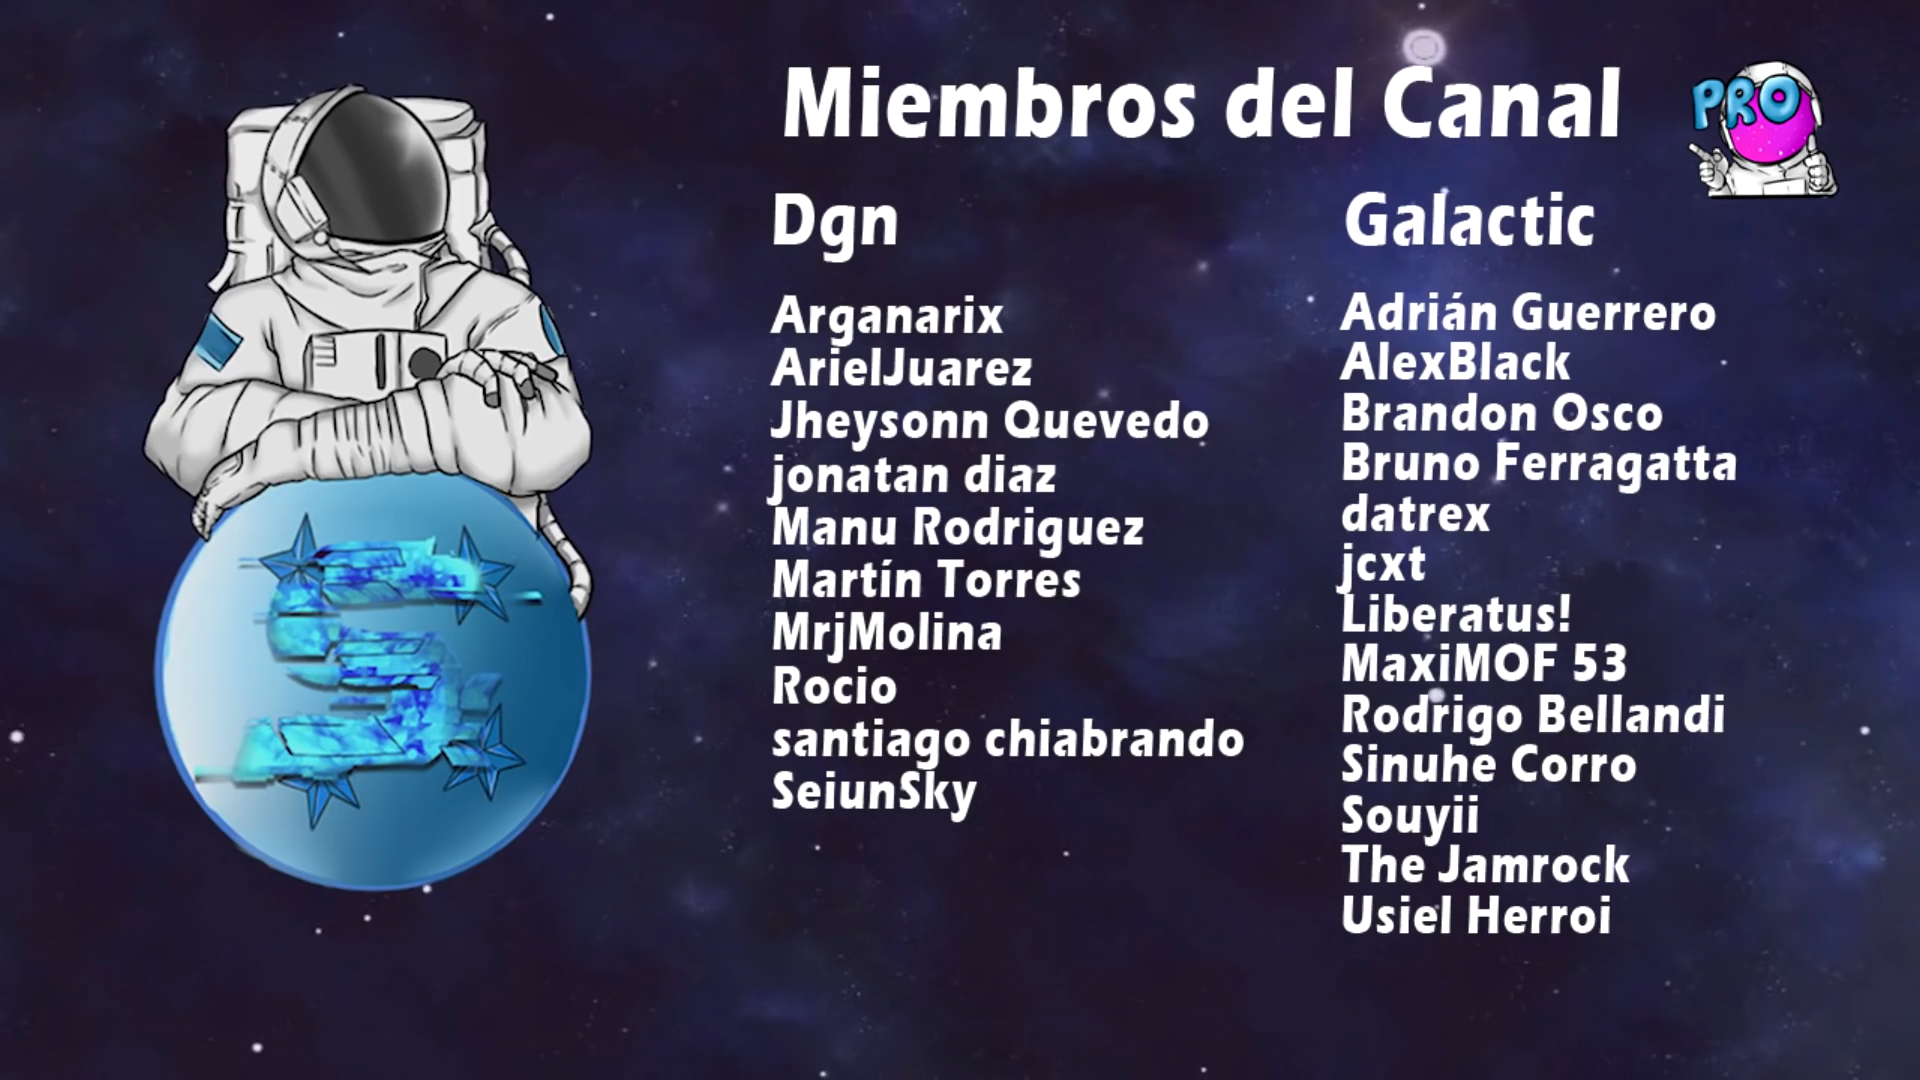 Miembros del Canal
PRO
Dgn
Arganarix
ArielJuarez
Jheysonn Quevedo
jonatan diaz
Manu Rodriguez
Martín Torres
MrjMolina
Rocio
santiago chiabrando
SeiunSky
Galactic
Adrián Guerrero
AlexBlack
Brandon Osco
Bruno Ferragatta
datrex
jcxt
Liberatus!
MaxiMOF 53
Rodrigo Bellandi
Sinuhe Corro
Souyii
The Jamrock
Usiel Herroi
S